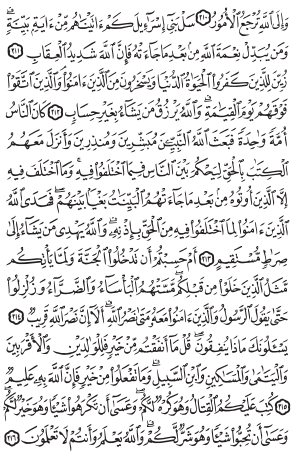 وَإِلَى ٱللَّهِ تُرۡجَعُ ٱلۡأُمُورُ ٢١٠ سَلۡ بَنِيٓ إِسۡرَٰٓءِيلَ كَمۡ ءَاتَيۡنَٰهُم مِّنۡ ءَايَةِۭ بَيِّنَةٖۗ
وَمَن يُبَدِّلۡ نِعۡمَةَ ٱللَّهِ مِنۢ بَعۡدِ مَا جَآءَتۡهُ فَإِنَّ ٱللَّهَ شَدِيدُ ٱلۡعِقَابِ ٢١١
زُيِّنَ لِلَّذِينَ كَفَرُواْ ٱلۡحَيَوٰةُ ٱلدُّنۡيَا وَيَسۡخَرُونَ مِنَ ٱلَّذِينَ ءَامَنُواْۘ وَٱلَّذِينَ ٱتَّقَوۡاْ
فَوۡقَهُمۡ يَوۡمَ ٱلۡقِيَٰمَةِۗ وَٱللَّهُ يَرۡزُقُ مَن يَشَآءُ بِغَيۡرِ حِسَابٖ ٢١٢ كَانَ ٱلنَّاسُ
أُمَّةٗ وَٰحِدَةٗ فَبَعَثَ ٱللَّهُ ٱلنَّبِيِّـۧنَ مُبَشِّرِينَ وَمُنذِرِينَ وَأَنزَلَ مَعَهُمُ
ٱلۡكِتَٰبَ بِٱلۡحَقِّ لِيَحۡكُمَ بَيۡنَ ٱلنَّاسِ فِيمَا ٱخۡتَلَفُواْ فِيهِۚ وَمَا ٱخۡتَلَفَ فِيهِ
إِلَّا ٱلَّذِينَ أُوتُوهُ مِنۢ بَعۡدِ مَا جَآءَتۡهُمُ ٱلۡبَيِّنَٰتُ بَغۡيَۢا بَيۡنَهُمۡۖ فَهَدَى ٱللَّهُ
ٱلَّذِينَ ءَامَنُواْ لِمَا ٱخۡتَلَفُواْ فِيهِ مِنَ ٱلۡحَقِّ بِإِذۡنِهِۦۗ وَٱللَّهُ يَهۡدِي مَن يَشَآءُ إِلَىٰ
صِرَٰطٖ مُّسۡتَقِيمٍ ٢١٣ أَمۡ حَسِبۡتُمۡ أَن تَدۡخُلُواْ ٱلۡجَنَّةَ وَلَمَّا يَأۡتِكُم
مَّثَلُ ٱلَّذِينَ خَلَوۡاْ مِن قَبۡلِكُمۖ مَّسَّتۡهُمُ ٱلۡبَأۡسَآءُ وَٱلضَّرَّآءُ وَزُلۡزِلُواْ
حَتَّىٰ يَقُولَ ٱلرَّسُولُ وَٱلَّذِينَ ءَامَنُواْ مَعَهُۥ مَتَىٰ نَصۡرُ ٱللَّهِۗ أَلَآ إِنَّ نَصۡرَ ٱللَّهِ قَرِيبٞ ٢١٤
يَسۡـَٔلُونَكَ مَاذَا يُنفِقُونَۖ قُلۡ مَآ أَنفَقۡتُم مِّنۡ خَيۡرٖ فَلِلۡوَٰلِدَيۡنِ وَٱلۡأَقۡرَبِينَ
وَٱلۡيَتَٰمَىٰ وَٱلۡمَسَٰكِينِ وَٱبۡنِ ٱلسَّبِيلِۗ وَمَا تَفۡعَلُواْ مِنۡ خَيۡرٖ فَإِنَّ ٱللَّهَ بِهِۦ عَلِيمٞ
٢١٥ كُتِبَ عَلَيۡكُمُ ٱلۡقِتَالُ وَهُوَ كُرۡهٞ لَّكُمۡۖ وَعَسَىٰٓ أَن تَكۡرَهُواْ شَيۡـٔٗا وَهُوَ خَيۡرٞ لَّكُمۡۖ
وَعَسَىٰٓ أَن تُحِبُّواْ شَيۡـٔٗا وَهُوَ شَرّٞ لَّكُمۡۚ وَٱللَّهُ يَعۡلَمُ وَأَنتُمۡ لَا تَعۡلَمُونَ ٢١٦